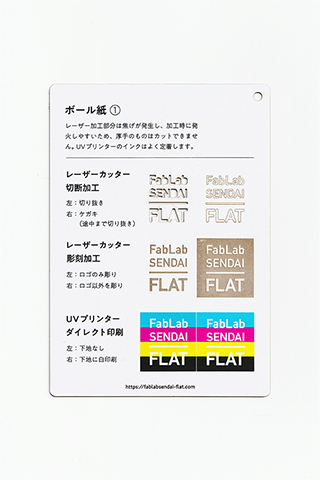 ボール紙①
レーザー加工部分は焦げが発生し、加工時に発
火しやすいため、厚手のものはカットできませ
ん。UVプリンターのインクはよく定着します。
レーザーカッター
切断加工
左：切り抜き
右：ケガキ
（途中まで切り抜き）
FabLab
SENDAI
FLAT
FabLab
SENDAI
FLAT
レーザーカッター
彫刻加工
左：ロゴのみ彫り
右：ロゴ以外を彫り
FabLab
SENDAI
FLAT
FabLab
SENDAI
FLAT
UVプリンター
ダイレクト印刷
左：下地なし
右：下地に白印刷
FabLab
SENDAI
FLAT
FabLab
SENDAI
FLAT
https://fablabsendai-flat.com